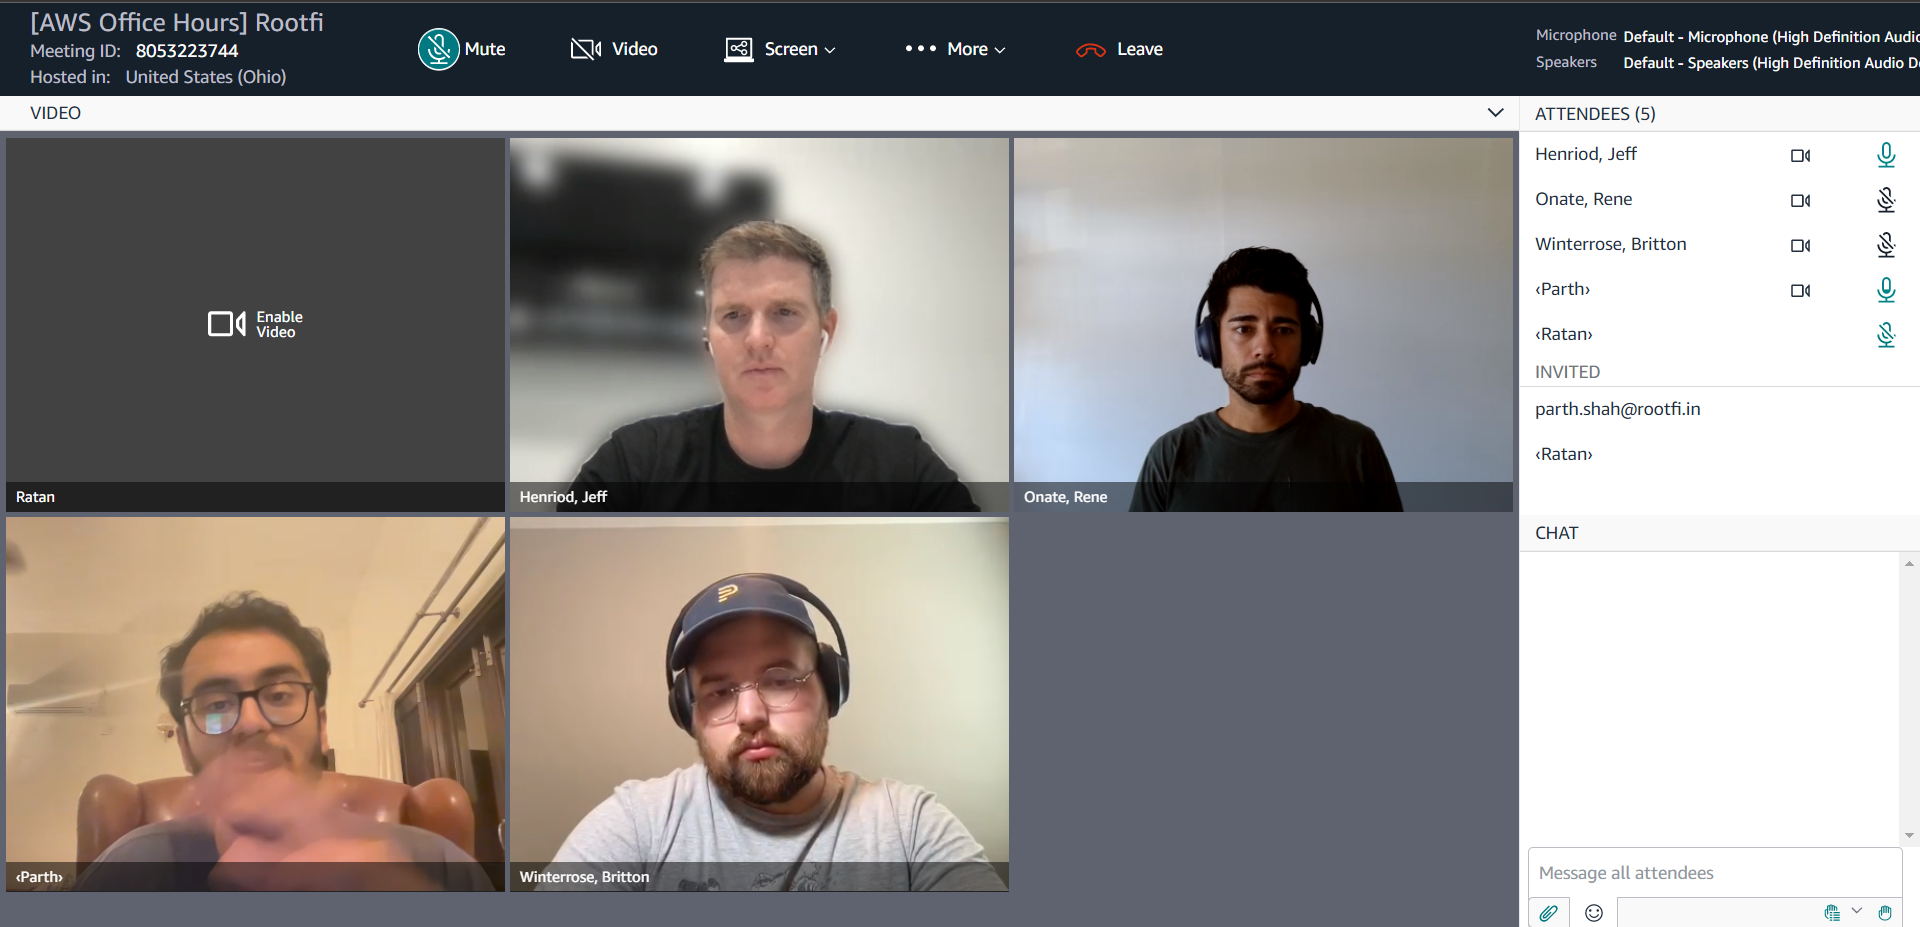 [AWS Office Hours] Rootfi
Meeting ID: 8053223744
Hosted in: United States (Ohio)
Mute
Video
Screen
More
Leave
Microphone Default - Microphone (High Definition Audio
Speakers Default - Speakers (High Definition Audio D
VIDEO
Enable
Video
Ratan
Henriod, Jeff
Onate, Rene
‹Parth›
Winterrose, Britton
ATTENDEES (5)
Henriod, Jeff
Onate, Rene
Winterrose, Britton
‹Parth›
‹Ratan›
INVITED
parth.shah@rootfi.in
‹Ratan›
CHAT
Message all attendees